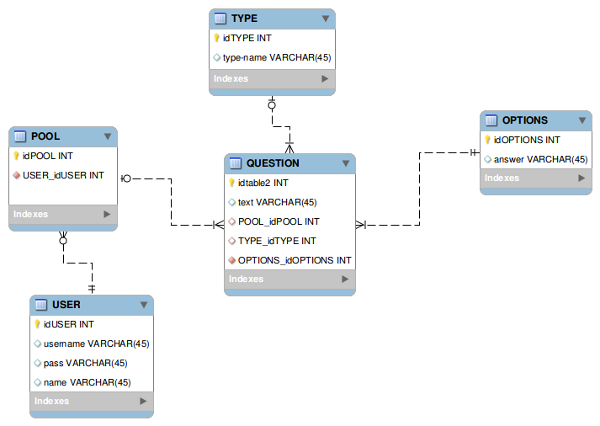 TYPE
idTYPE INT
type-name VARCHAR(45)
Indexes
POOL
idPOOL INT
USER_idUSER INT
Indexes
QUESTION
idtable2 INT
text VARCHAR(45)
POOL_idPOOL INT
TYPE_idTYPE INT
OPTIONS_idOPTIONS INT
Indexes
OPTIONS
idOPTIONS INT
answer VARCHAR(45)
Indexes
USER
idUSER INT
username VARCHAR(45)
pass VARCHAR(45)
name VARCHAR(45)
Indexes